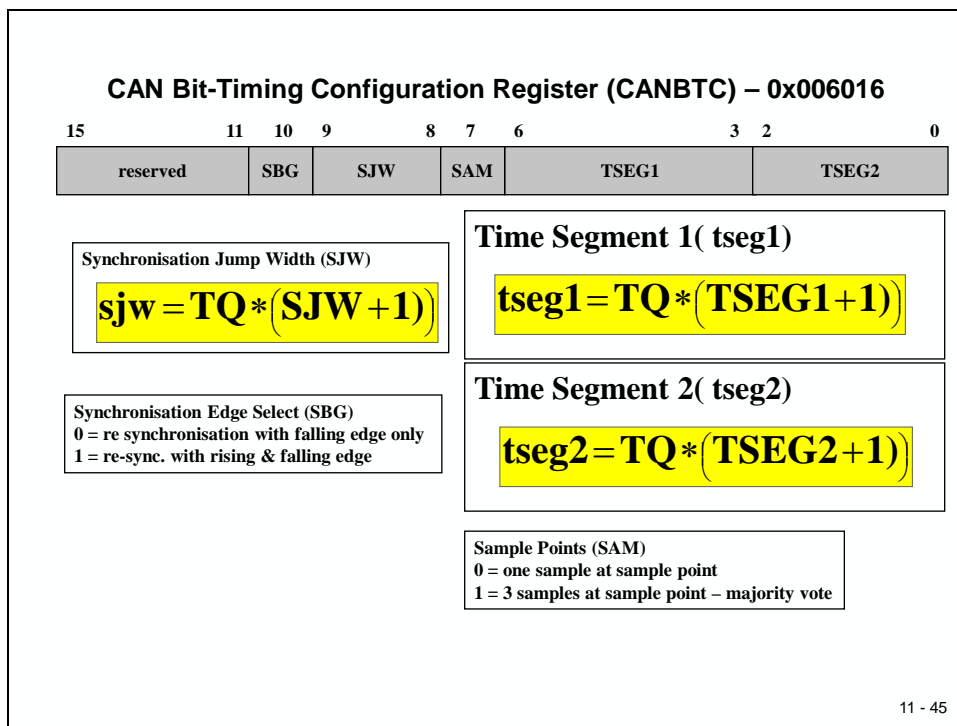 CAN Bit-Timing Configuration Register (CANBTC) – 0x006016
15 11 10 9 8 7 6 3 2 0
reserved SBG SJW SAM TSEG1 TSEG2
Synchronisation Jump Width (SJW)
sjw = TQ*(SJW+1))
Time Segment 1( tseg1)
tseg1 = TQ*(TSEG1+1))
Synchronisation Edge Select (SBG)
0 = re synchronisation with falling edge only
1 = re-sync. with rising & falling edge
Time Segment 2( tseg2)
tseg2 = TQ*(TSEG2+1))
Sample Points (SAM)
0 = one sample at sample point
1 = 3 samples at sample point – majority vote
11 - 45